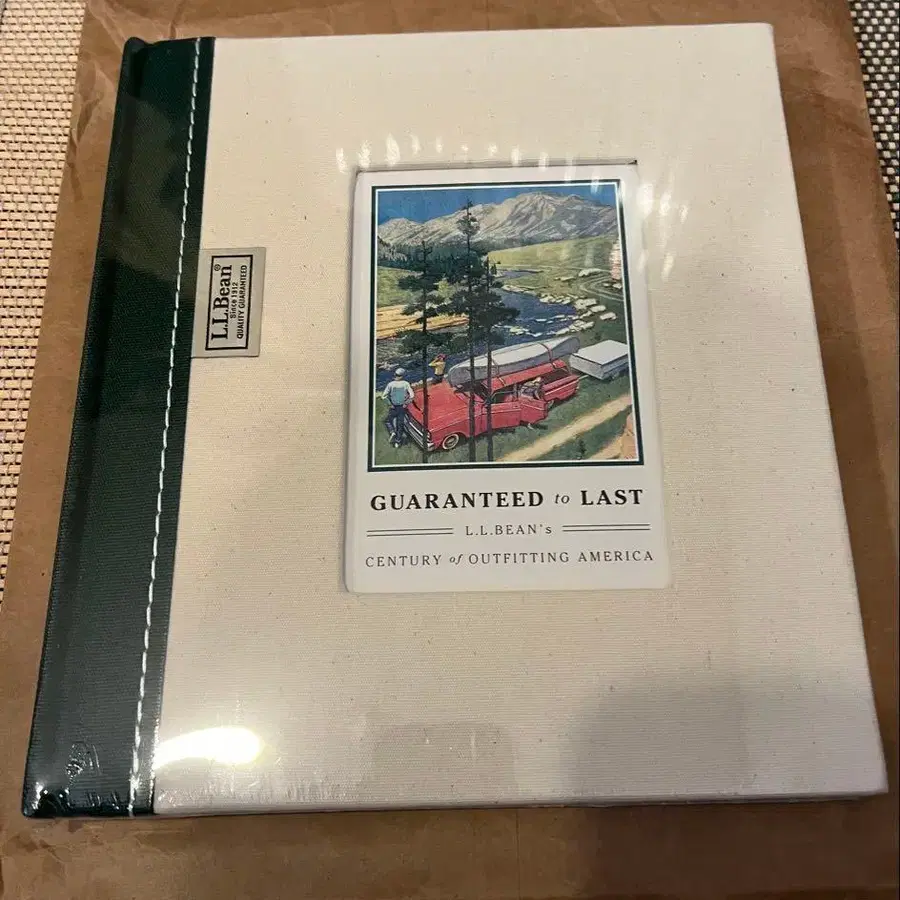 L.L.Bean®
Since 1912
QUALITY GUARANTEED
GUARANTEED to LAST
L.L.BEAN's
CENTURY of OUTFITTING AMERICA